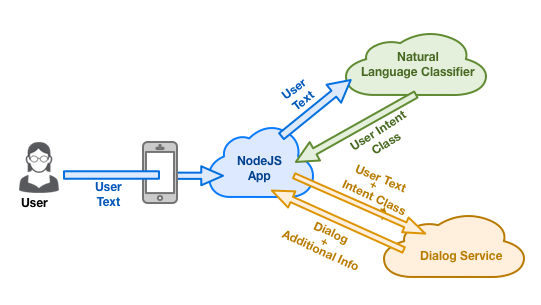 User
User
Text
NodeJS
App
User
Text
Natural
Language Classifier
User Intent
Class
User Text
+
Intent Class
Dialog
+
Additional Info
Dialog Service